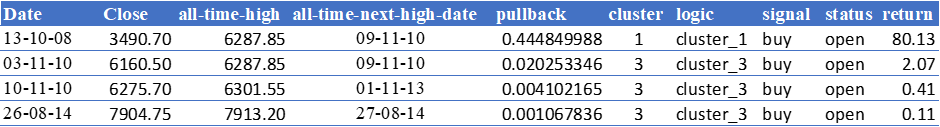 Date Close all-time-high all-time-next-high-date pullback cluster logic signal status return
13-10-08 3490.70 6287.85 09-11-10 0.444849988 1 cluster_1 buy open 80.13
03-11-10 6160.50 6287.85 09-11-10 0.020253346 3 cluster_3 buy open 2.07
10-11-10 6275.70 6301.55 01-11-13 0.004102165 3 cluster_3 buy open 0.41
26-08-14 7904.75 7913.20 27-08-14 0.001067836 3 cluster_3 buy open 0.11